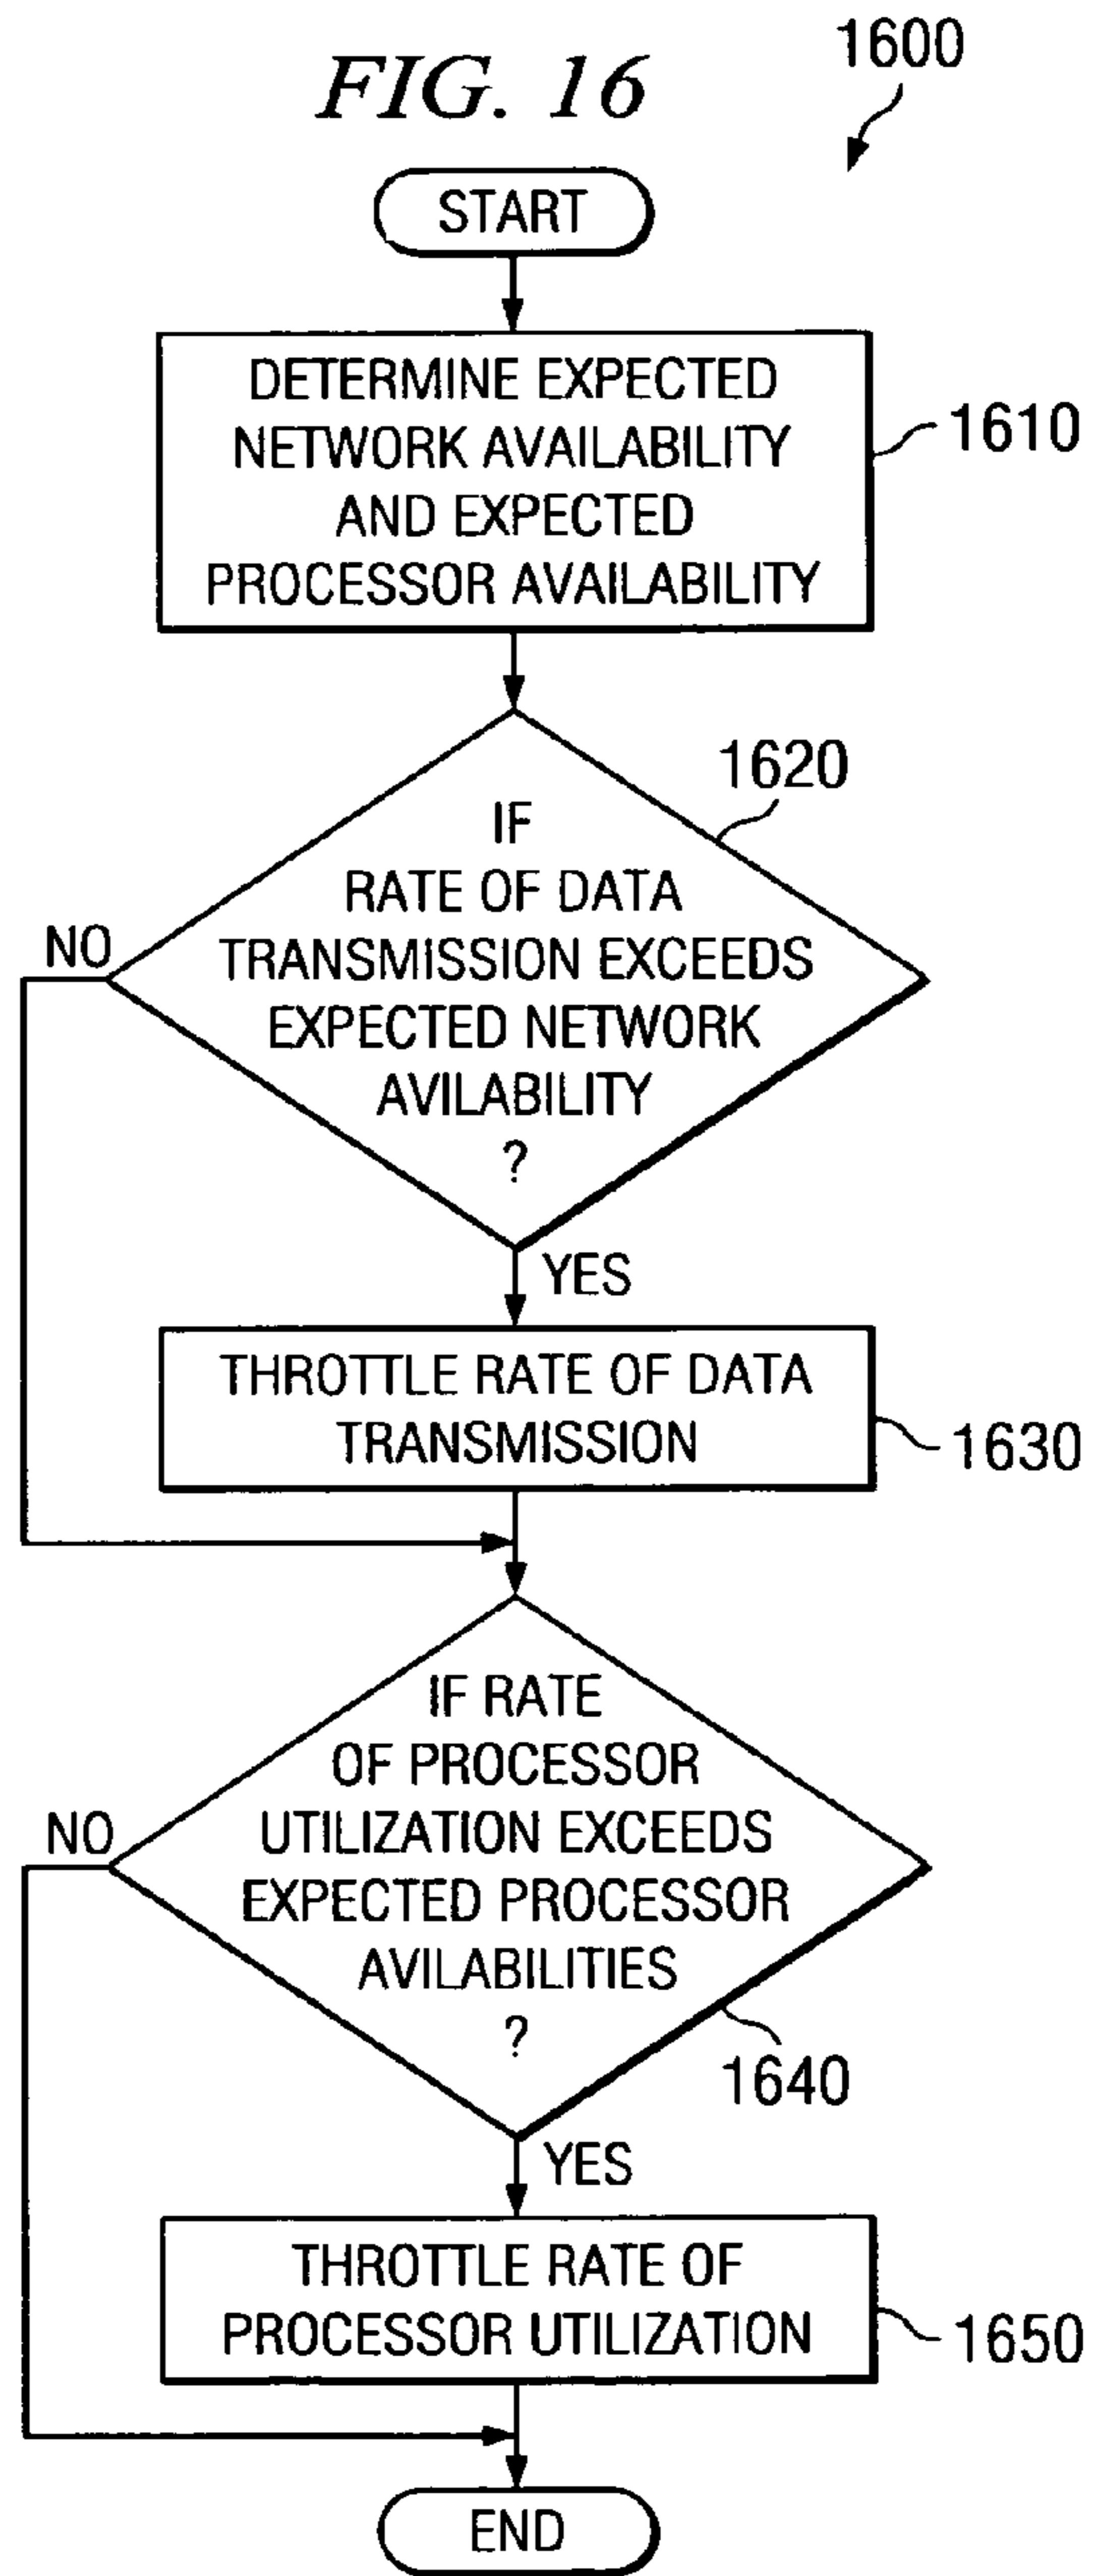 FIG. 16
1600
START
DETERMINE EXPECTED
NETWORK AVAILABILITY
AND EXPECTED
PROCESSOR AVAILABILITY
1610
1620
IF
RATE OF DATA
TRANSMISSION EXCEEDS
EXPECTED NETWORK
AVILABILITY
?
NO
YES
THROTTLE RATE OF DATA
TRANSMISSION
1630
IF RATE
OF PROCESSOR
UTILIZATION EXCEEDS
EXPECTED PROCESSOR
AVILABILITIES
?
NO
1640
YES
THROTTLE RATE OF
PROCESSOR UTILIZATION
1650
END